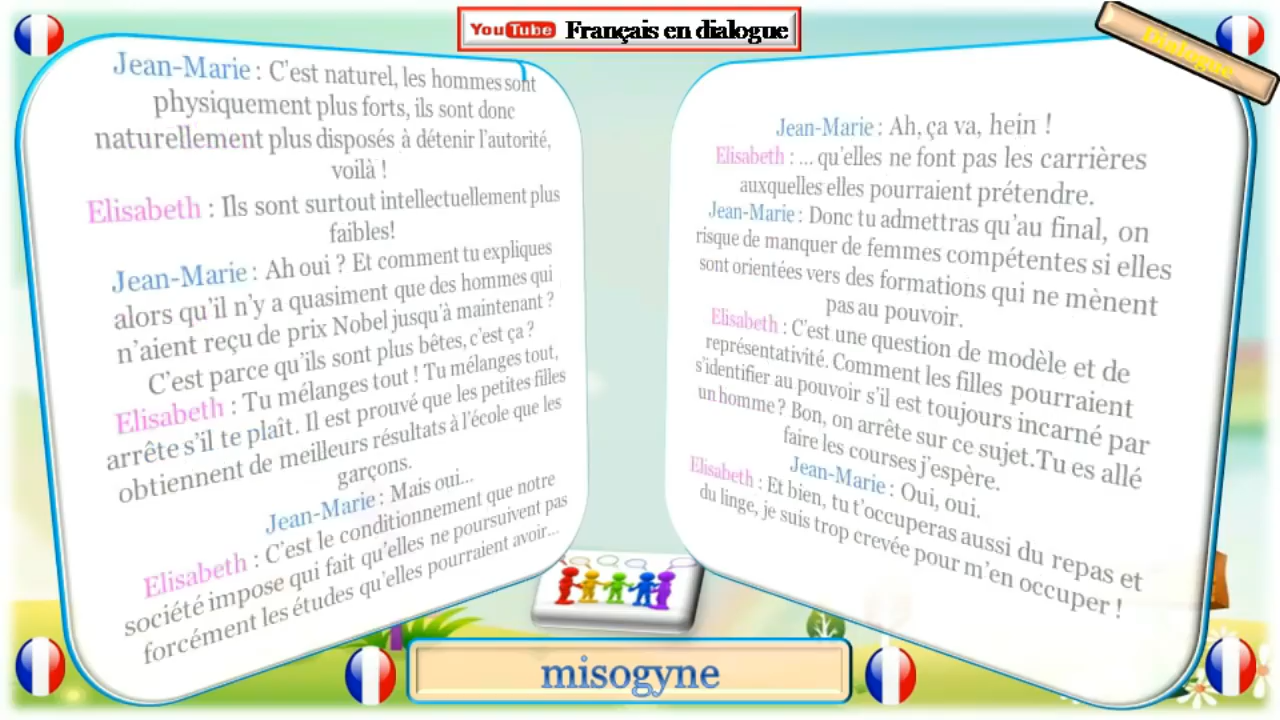 YouTube Français en dialogue
Dialogue
Jean-Marie : C'est naturel, les hommes sont
physiquement plus forts, ils sont donc
naturellement plus disposés à détenir l'autorité,
voilà !
Elisabeth : Ils sont surtout intellectuellement plus
faibles!
Jean-Marie : Ah oui ? Et comment tu expliques
alors qu'il n'y a quasiment que des hommes qui
n'aient reçu de prix Nobel jusqu'à maintenant ?
C'est parce qu'ils sont plus bêtes, c'est ça ?
Elisabeth : Tu mélanges tout ! Tu mélanges tout,
arrête s'il te plaît. Il est prouvé que les petites filles
obtiennent de meilleurs résultats à l'école que les
garçons.
Jean-Marie : Mais oui...
Elisabeth : C'est le conditionnement que notre
société impose qui fait qu'elles ne poursuivent pas
forcément les études qu'elles pourraient avoir...
Jean-Marie : Ah, ça va, hein !
Elisabeth : ... qu'elles ne font pas les carrières
auxquelles elles pourraient prétendre.
Jean-Marie : Donc tu admettras qu'au final, on
risque de manquer de femmes compétentes si elles
sont orientées vers des formations qui ne mènent
pas au pouvoir.
Elisabeth : C'est une question de modèle et de
représentativité. Comment les filles pourraient
s'identifier au pouvoir s'il est toujours incarné par
un homme ? Bon, on arrête sur ce sujet.Tu es allé
faire les courses j'espère.
Jean-Marie : Oui, oui.
Elisabeth : Et bien, tu t'occuperas aussi du repas et
du linge, je suis trop crevée pour m'en occuper !
misogyne